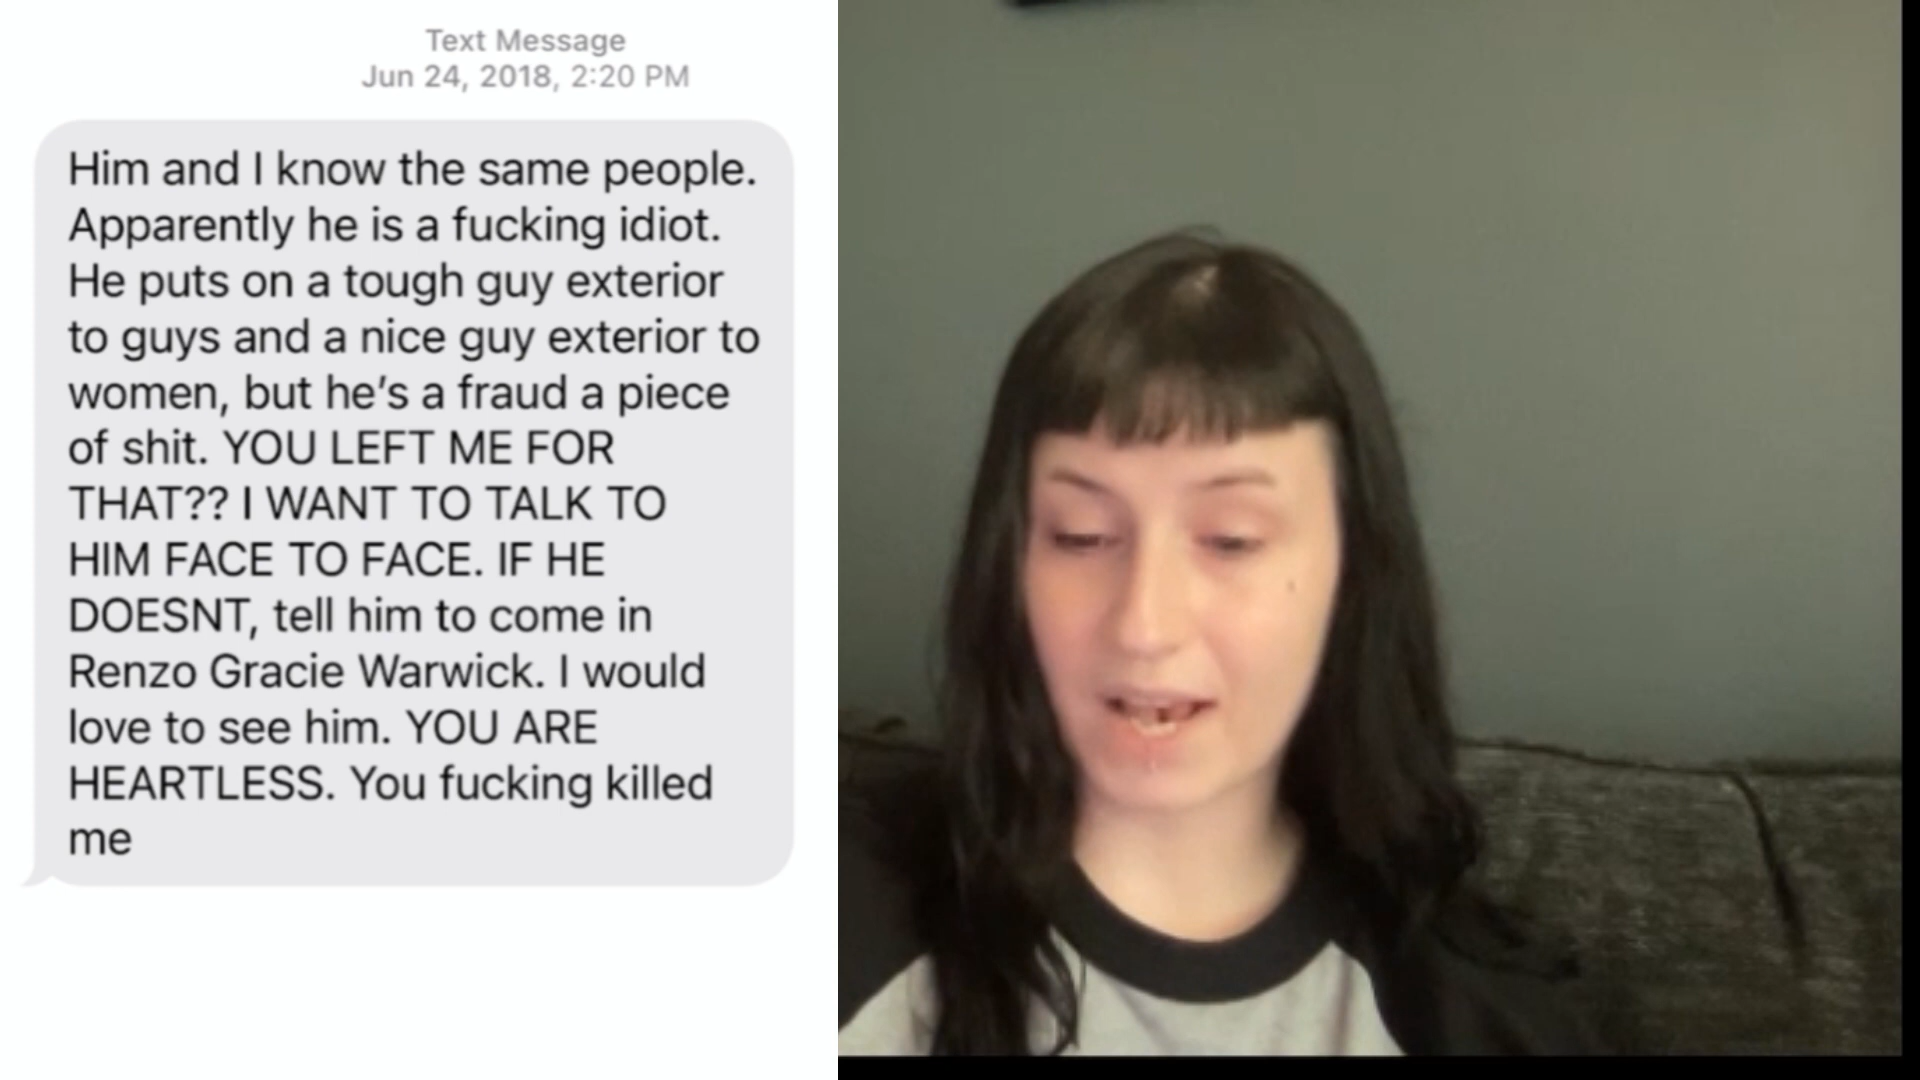 Text Message
Jun 24, 2018, 2:20 PM
Him and I know the same people.
Apparently he is a fucking idiot.
He puts on a tough guy exterior
to guys and a nice guy exterior to
women, but he’s a fraud a piece
of shit. YOU LEFT ME FOR
THAT?? I WANT TO TALK TO
HIM FACE TO FACE. IF HE
DOESNT, tell him to come in
Renzo Gracie Warwick. I would
love to see him. YOU ARE
HEARTLESS. You fucking killed
me